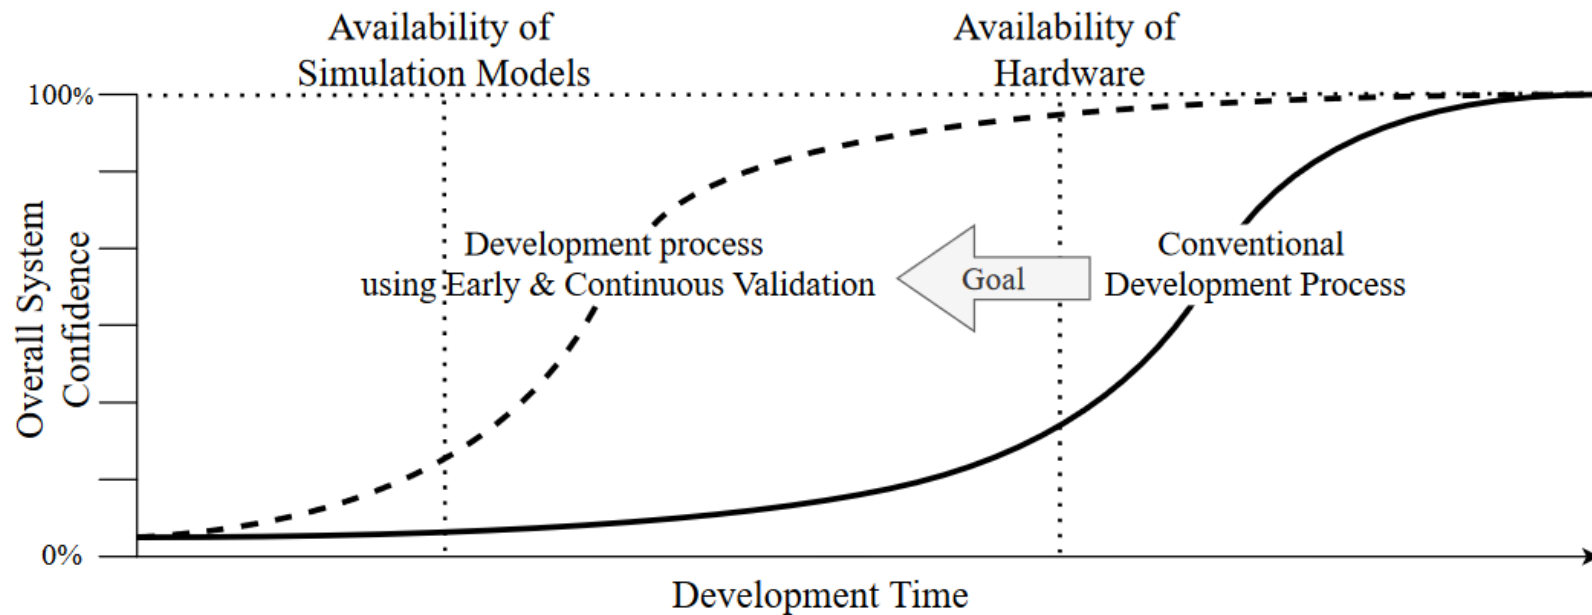 Availability of
Simulation Models
Availability of
Hardware
100%
Overall System
Confidence
Development process
using Early & Continuous Validation
Goal
Conventional
Development Process
0%
Development Time